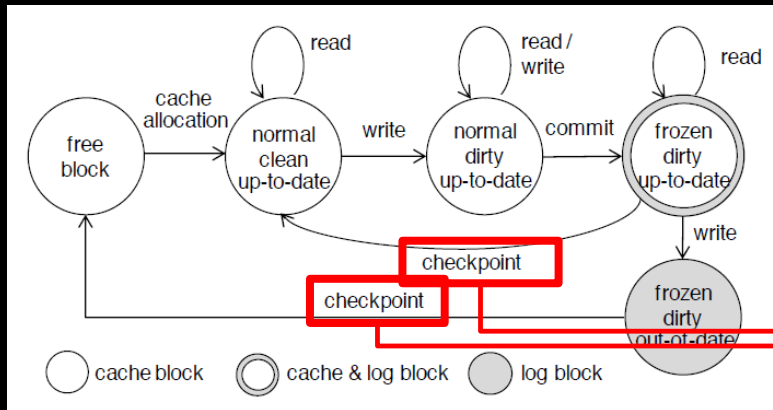 read
read /
write
read
cache
allocation
free
block
normal
clean
up-to-date
write
normal
dirty
up-to-date
commit
frozen
dirty
up-to-date
write
checkpoint
checkpoint
frozen
dirty
out-of-date
cache block
cache & log block
log block